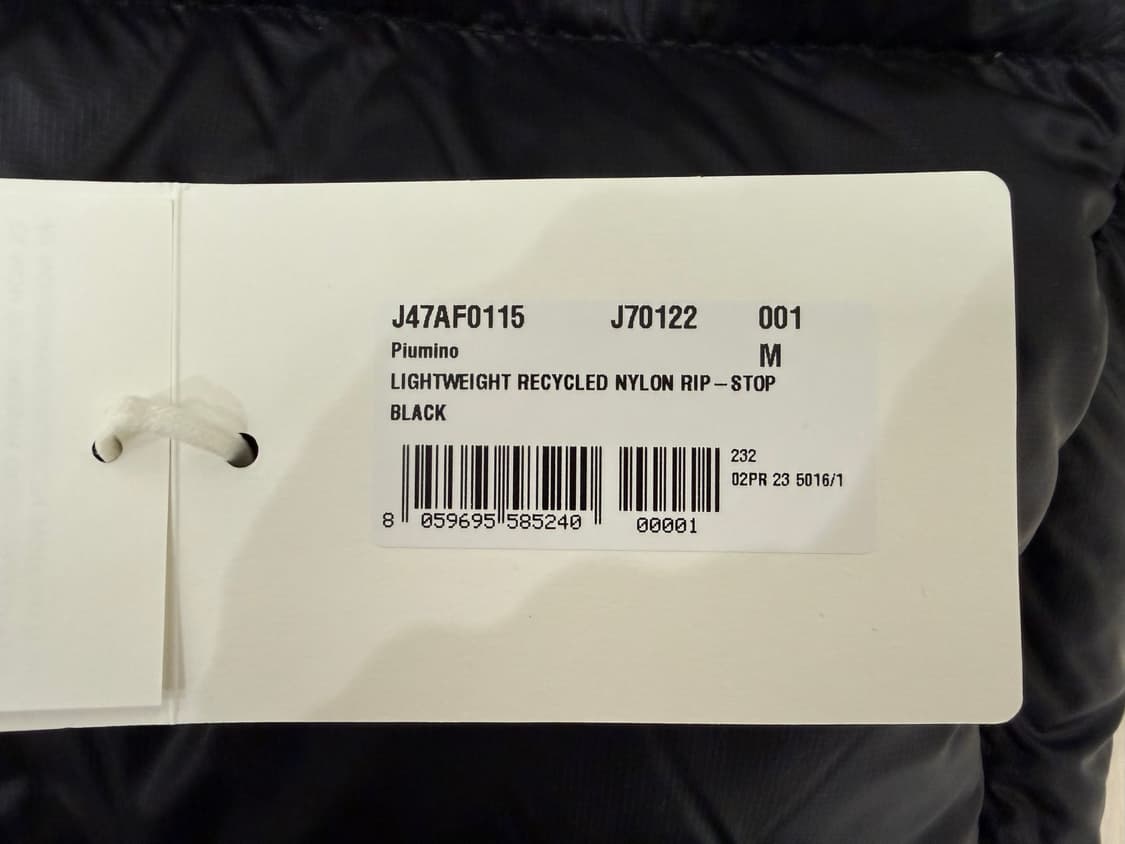 J47AF0115 J70122 001
Piumino M
LIGHTWEIGHT RECYCLED NYLON RIP-STOP
BLACK
232
02PR 23 5016/1
8 059695 585240 00001